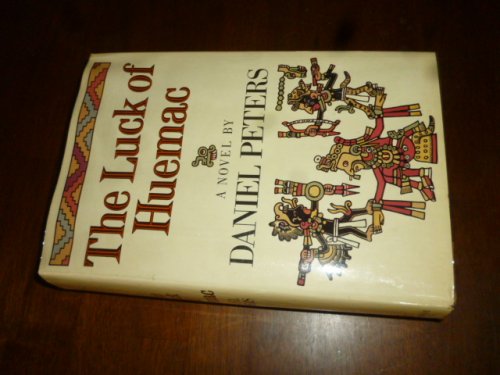 The Luck of
Huemac
A NOVEL BY
DANIEL PETERS